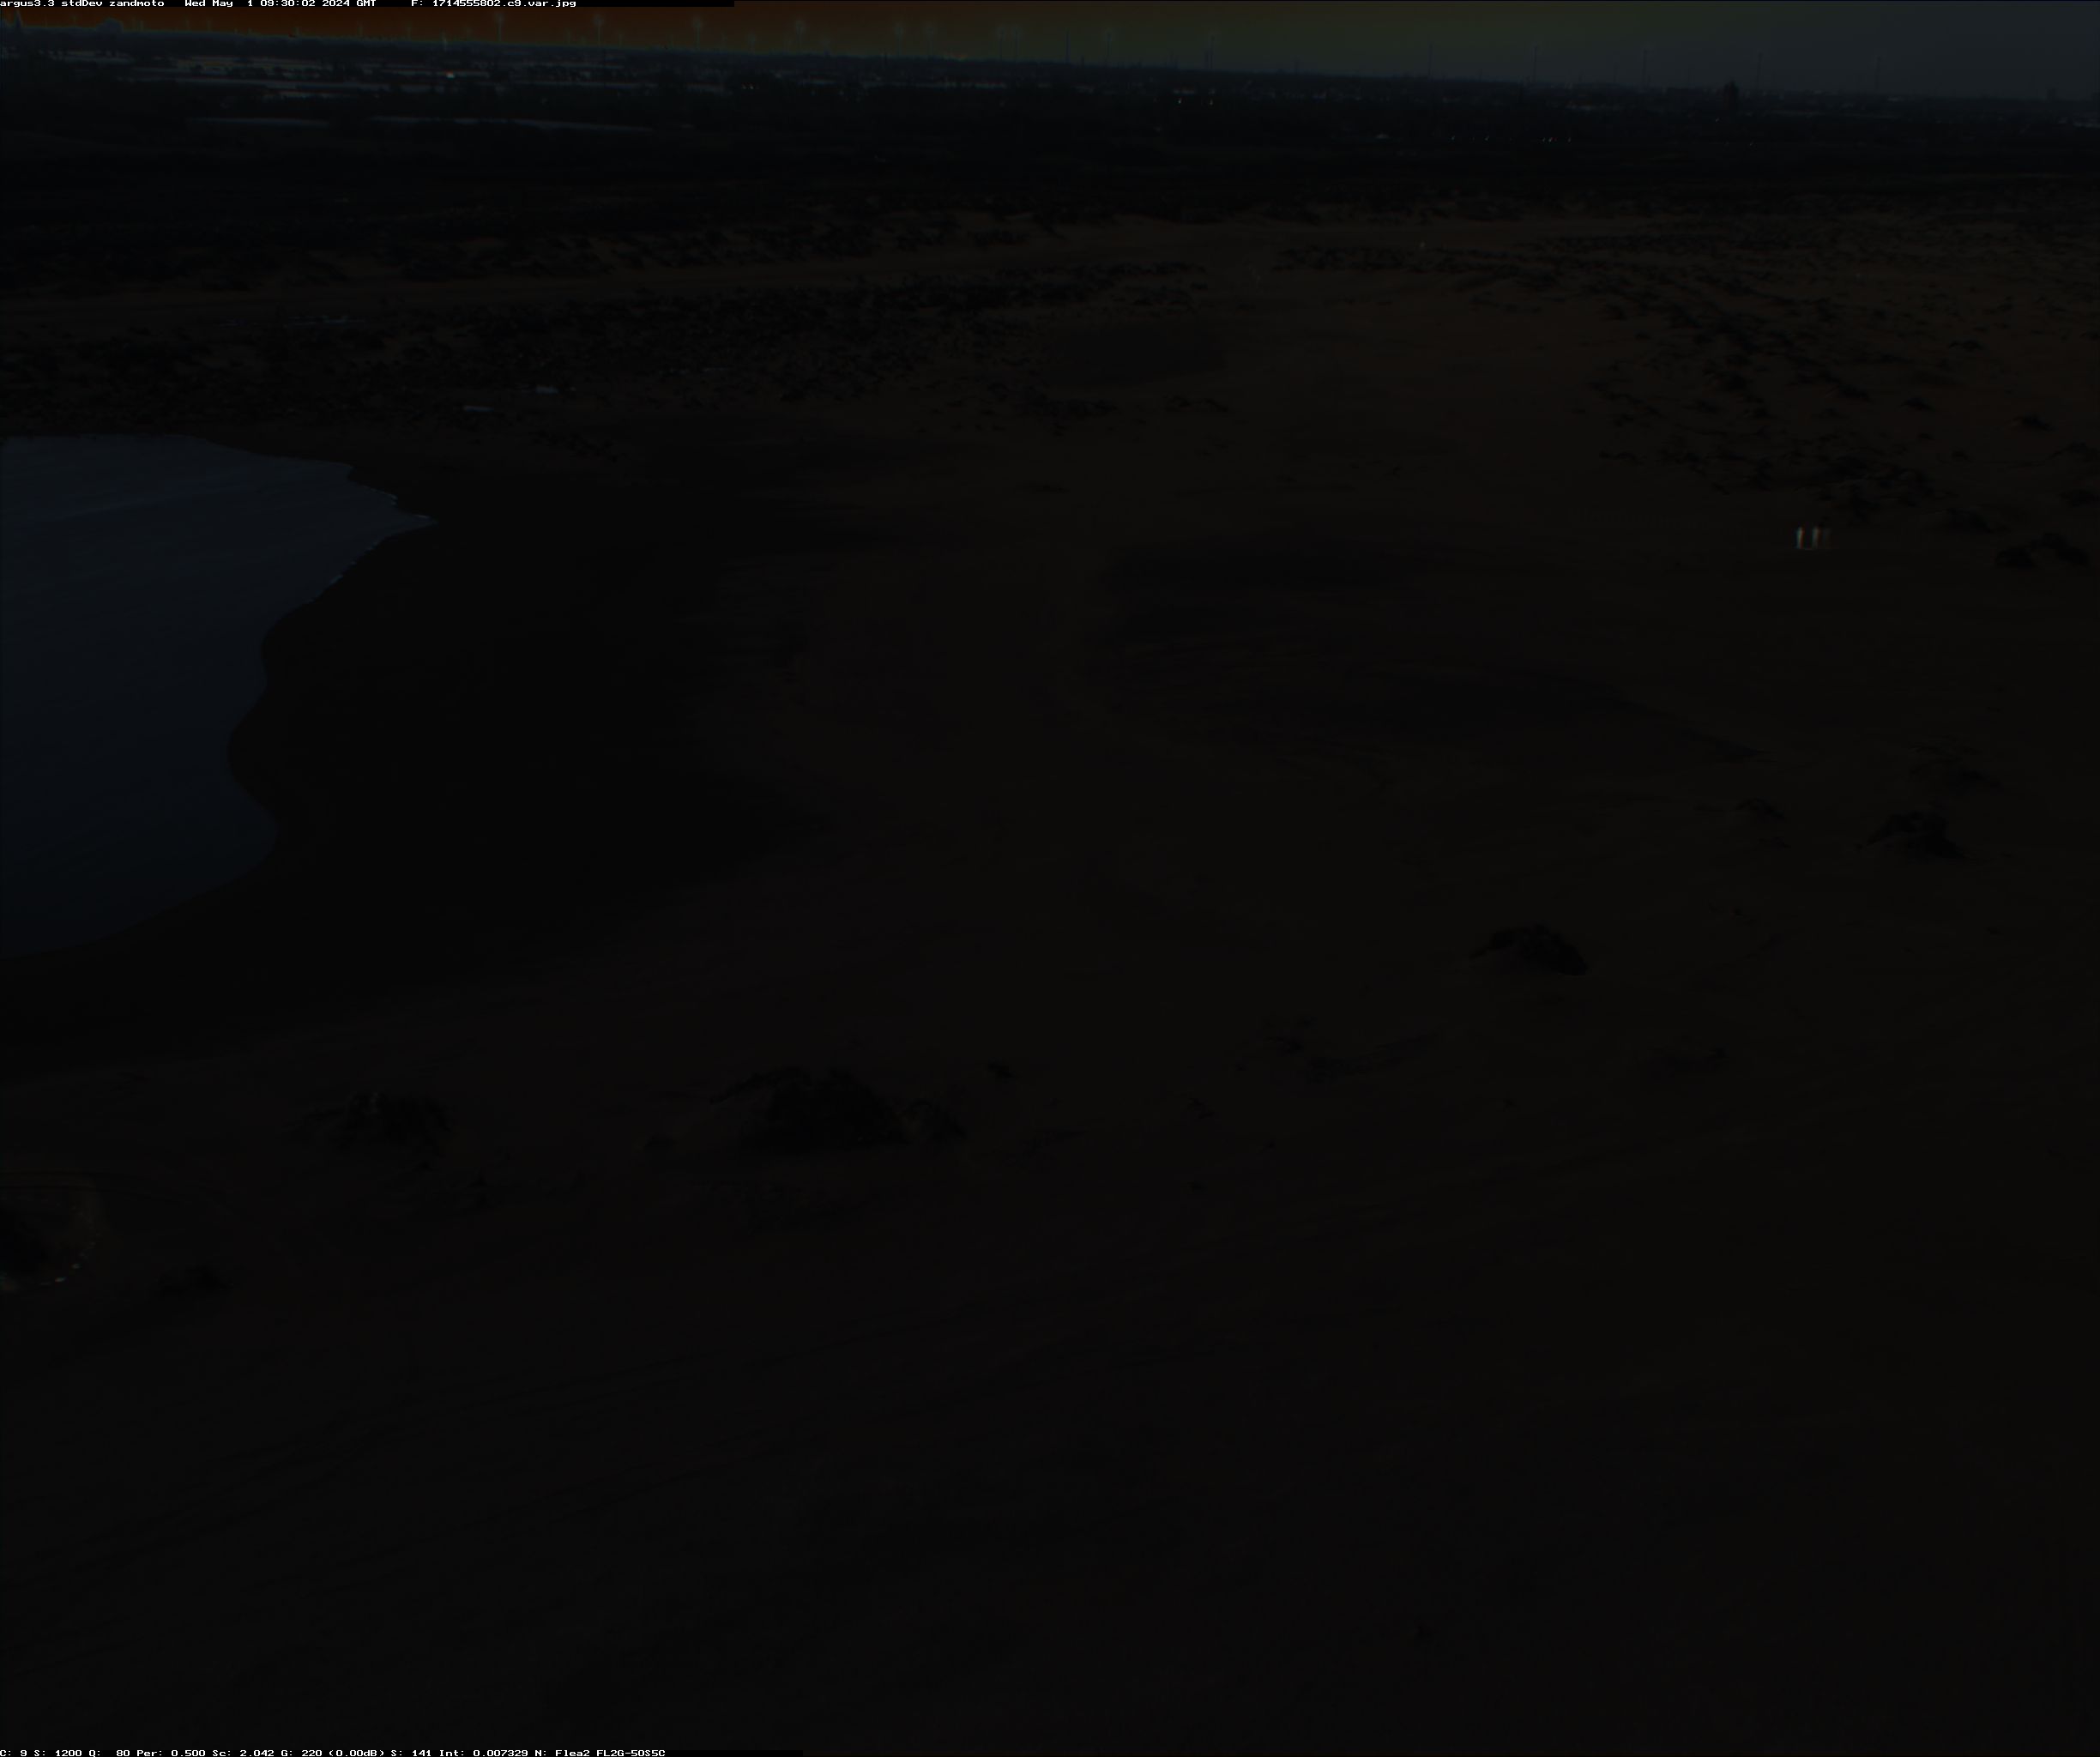 argus3.3 stdDev zandmoto Wed May 1 09:30:02 2024 GMT F: 1714555802.c9.var.jpg
C: 9 S: 1200 Q: 80 Per: 0.500 Sc: 2.042 G: 220 (0.00dB) S: 141 Int: 0.007329 N: Flea2 FL2G-50S5C